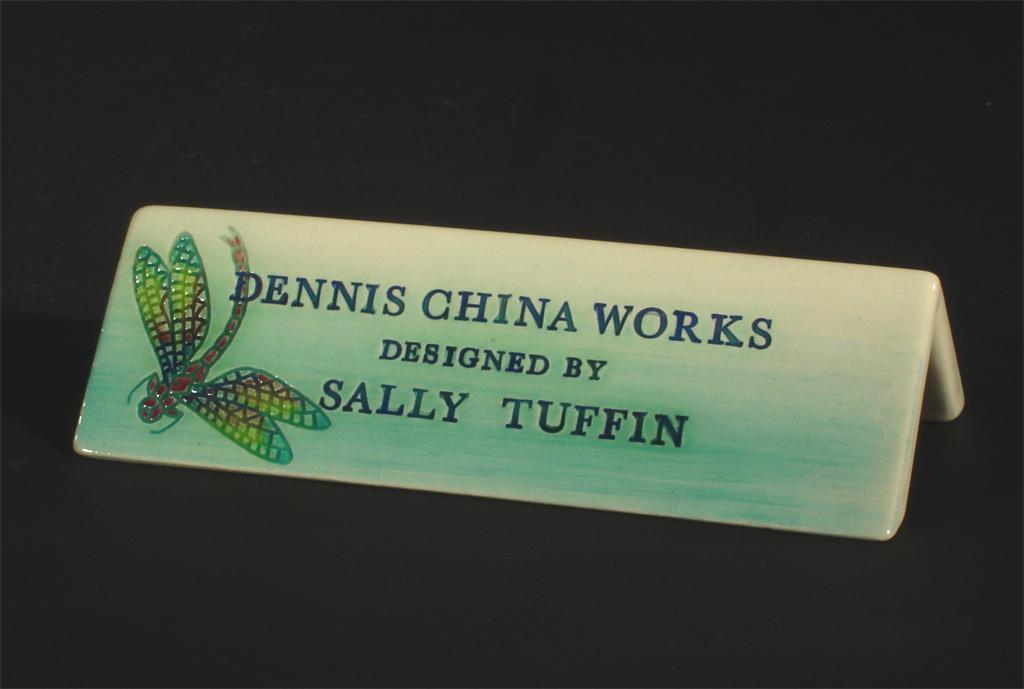 DENNIS CHINA WORKS
DESIGNED BY
SALLY TUFFIN